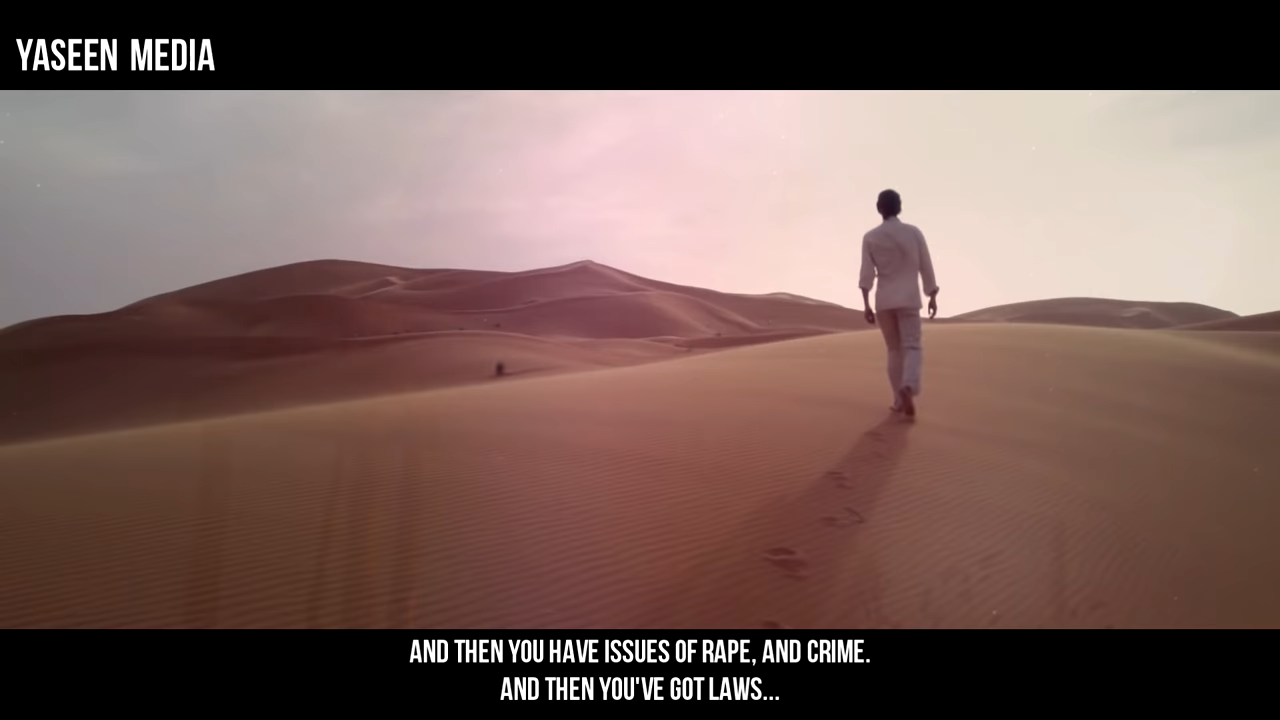 YASEEN MEDIA
AND THEN YOU HAVE ISSUES OF RAPE, AND CRIME.
AND THEN YOU'VE GOT LAWS...